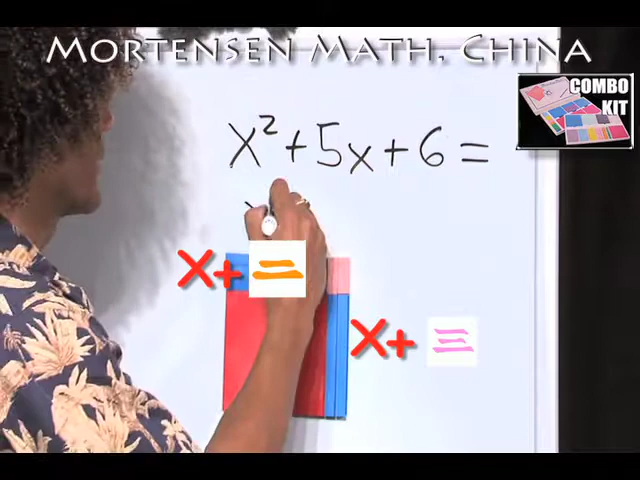 MORTENSEN MATH, CHINA
COMBO
KIT
x² + 5x + 6 =
X+ 二
X+ 三